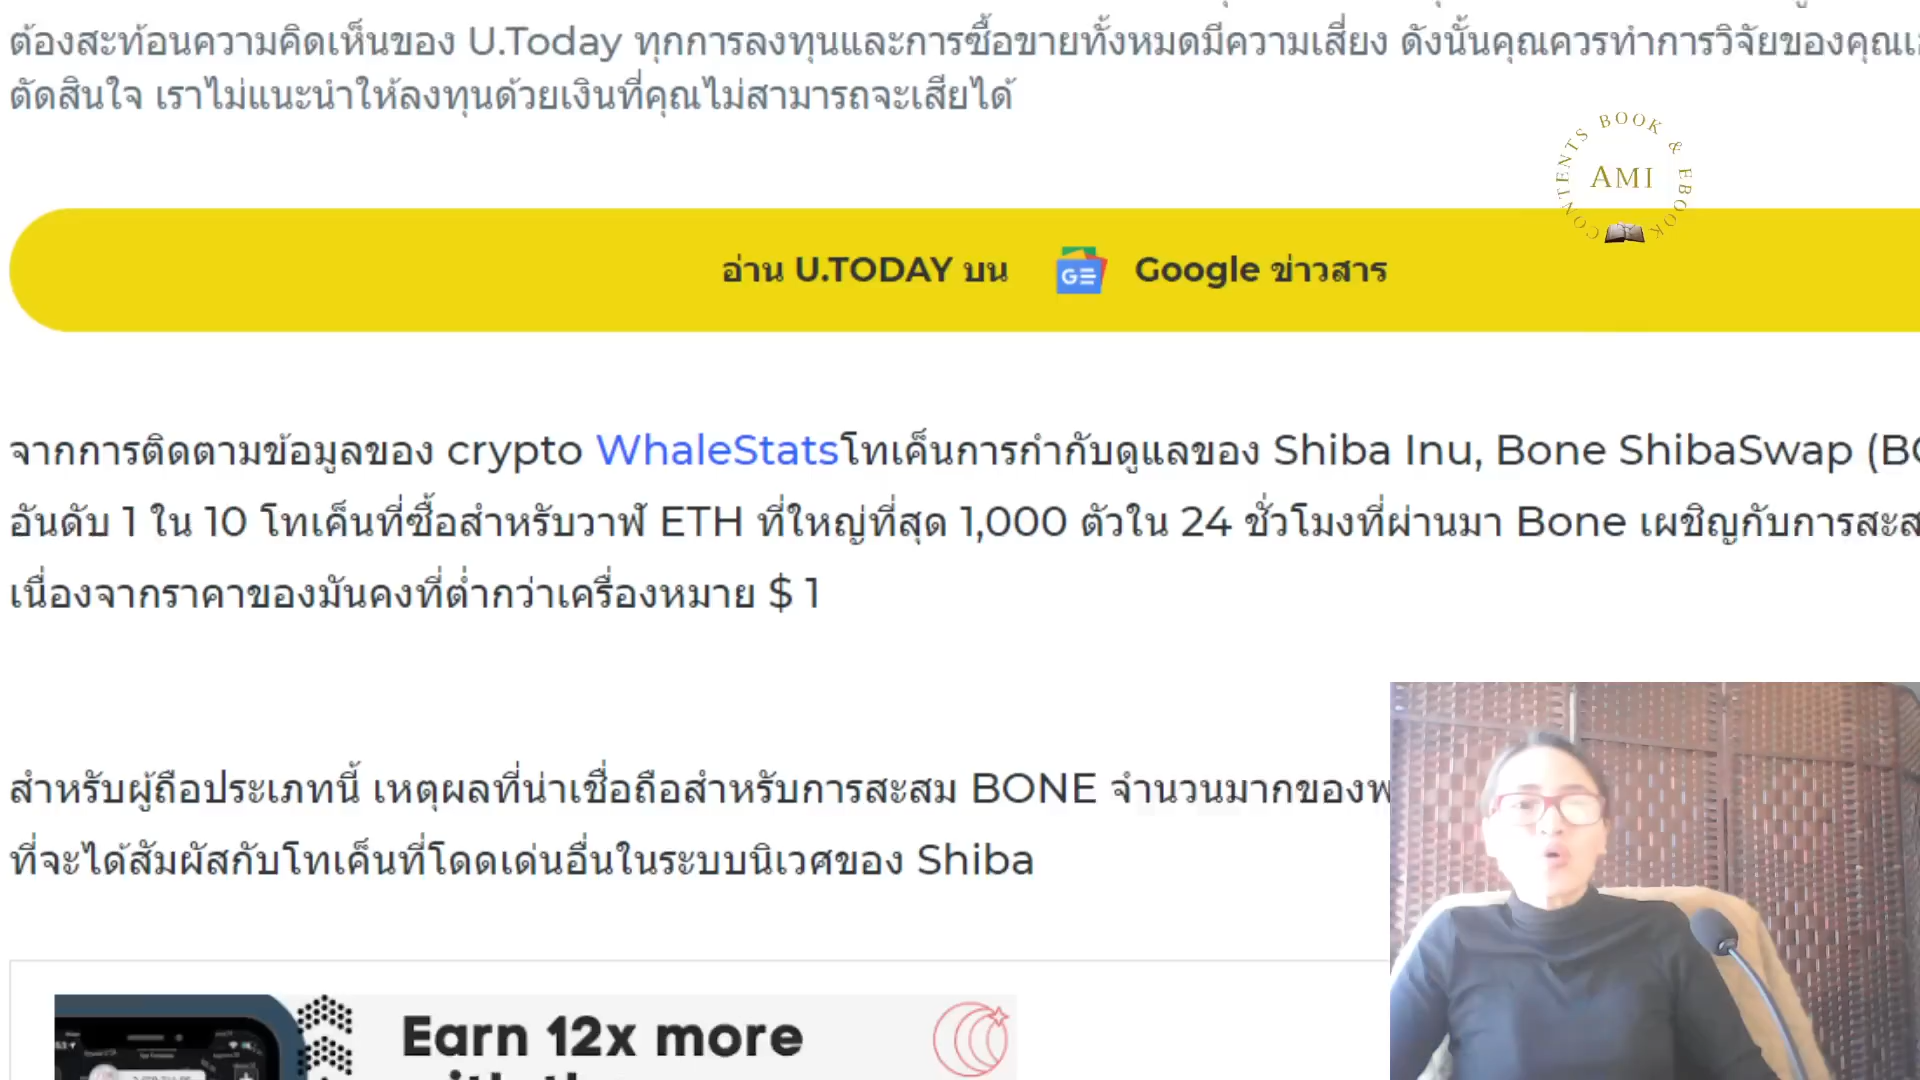 ต้องสะท้อนความคิดเห็นของ U.Today ทุกการลงทุนและการซื้อขายทั้งหมดมีความเสี่ยง ดังนั้นคุณควรทำการวิจัยของคุณ
ตัดสินใจ เราไม่แนะนำให้ลงทุนด้วยเงินที่คุณไม่สามารถจะเสียได้
CONTENTS BOOK & EBOOK
AMI
อ่าน U.TODAY บน GE Google ข่าวสาร
จากการติดตามข้อมูลของ crypto WhaleStatsโทเค็นการกำกับดูแลของ Shiba Inu, Bone ShibaSwap
อันดับ 1 ใน 10 โทเค็นที่ซื้อสำหรับวาฬ ETH ที่ใหญ่ที่สุด 1,000 ตัวใน 24 ชั่วโมงที่ผ่านมา Bone เผชิญกับการ
เนื่องจากราคาของมันคงที่ต่ำกว่าเครื่องหมาย $ 1
สำหรับผู้ถือประเภทนี้ เหตุผลที่น่าเชื่อถือสำหรับการสะสม BONE จำนวนมากของ
ที่จะได้สัมผัสกับโทเค็นที่โดดเด่นอื่นในระบบนิเวศของ Shiba
Earn 12x more